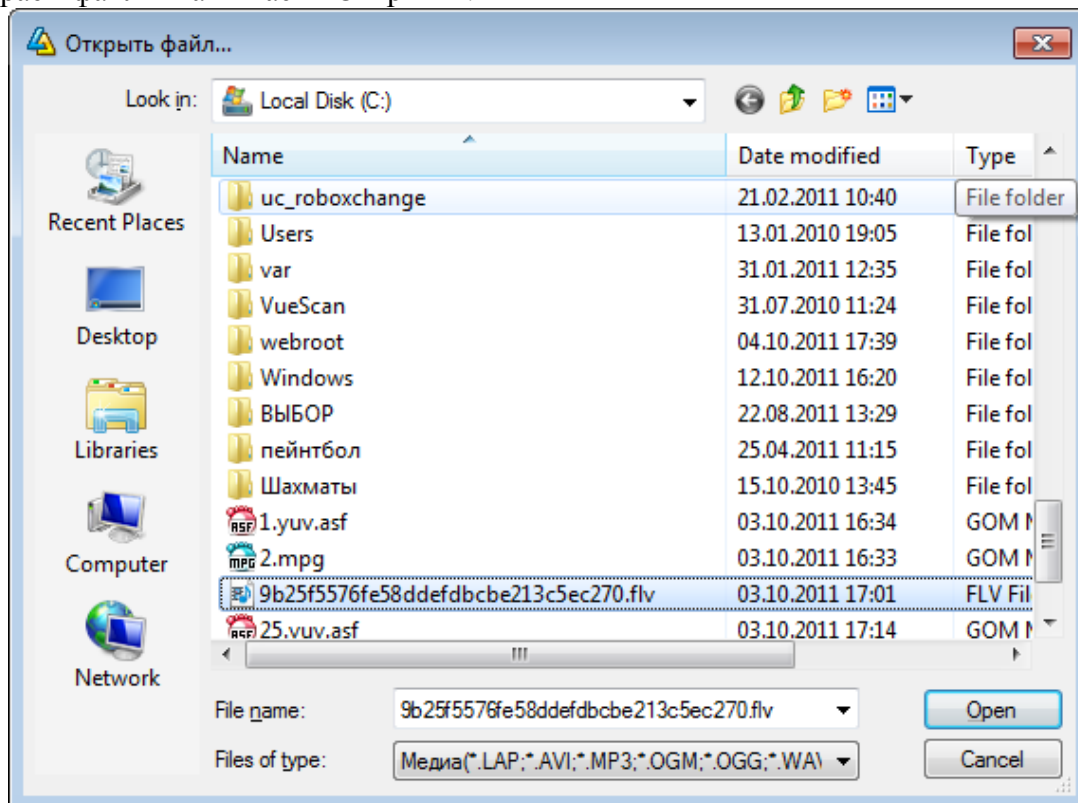 Открыть файл...
Look in:
Local Disk (C:)
Name Date modified Type
uc_roboxchange 21.02.2011 10:40 File folder
Users 13.01.2010 19:05 File fol
var 31.01.2011 12:35 File fol
VueScan 31.07.2010 11:24 File fol
webroot 04.10.2011 17:39 File fol
Windows 12.10.2011 16:20 File fol
ВЫБОР 22.08.2011 13:29 File fol
пейнтбол 25.04.2011 11:15 File fol
Шахматы 15.10.2010 13:45 File fol
ASF 1.yuv.asf 03.10.2011 16:34 GOM
MPG 2.mpg 03.10.2011 16:33 GOM
9b25f5576fe58ddefdbcbe213c5ec270.flv 03.10.2011 17:01 FLV Fil
ASF 25.yuv.asf 03.10.2011 17:14 GOM
Recent Places
Desktop
Libraries
Computer
Network
File name: 9b25f5576fe58ddefdbcbe213c5ec270.flv Open
Files of type: Медиа(*.LAP;*.AVI;*.MP3;*.OGM;*.OGG;*.WA Cancel